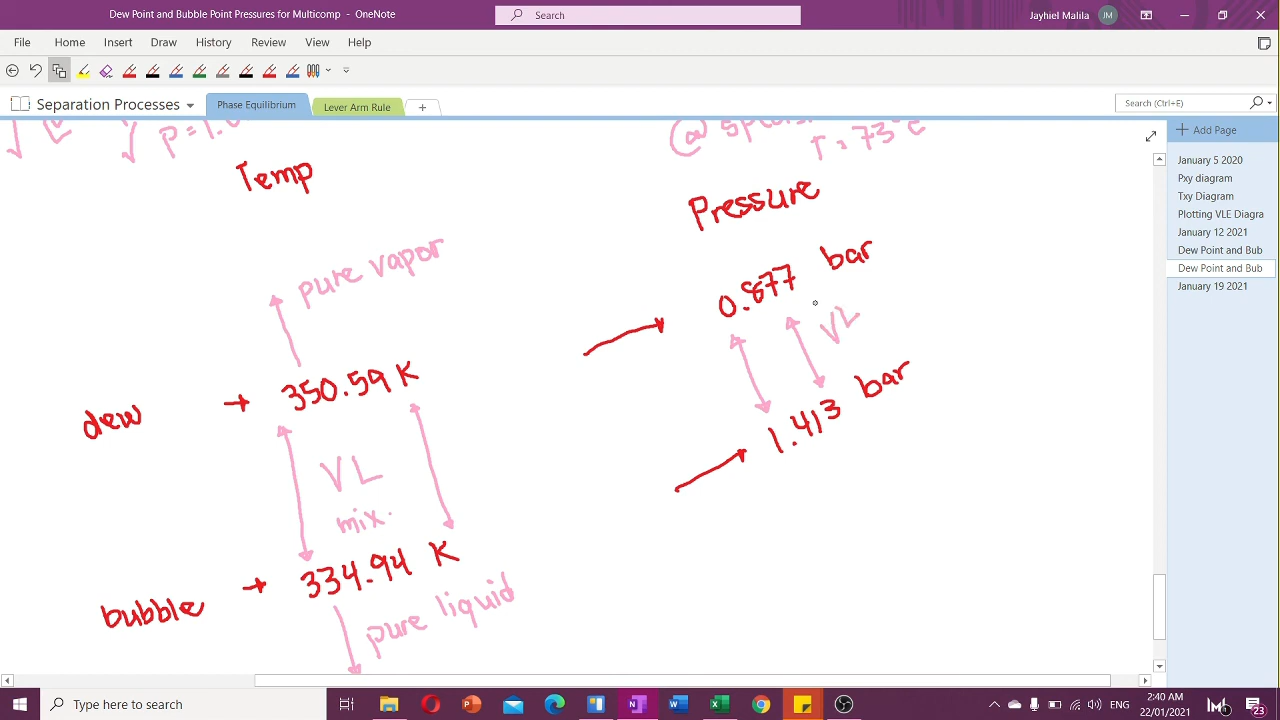 Dew Point and Bubble Point Pressures for Multicomp - OneNote
Search
Jayhiel Malila
JM
File Home Insert Draw History Review View Help
Separation Processes
Phase Equilibrium
Lever Arm Rule
Search (Ctrl+E)
Add Page
January 5 2020
Pxy diagram
Txy Diagram
Plotting VLE Diagra
January 12 2021
Dew Point and Bub
Dew Point and Bub
January 19 2021
T = 73°C
Temp
Pressure
pure vapor
0.877 bar
VL
350.59 K
dew
1.413 bar
VL
mix.
334.94 K
bubble
pure liquid
Type here to search
2:40 AM
22/01/2021
23